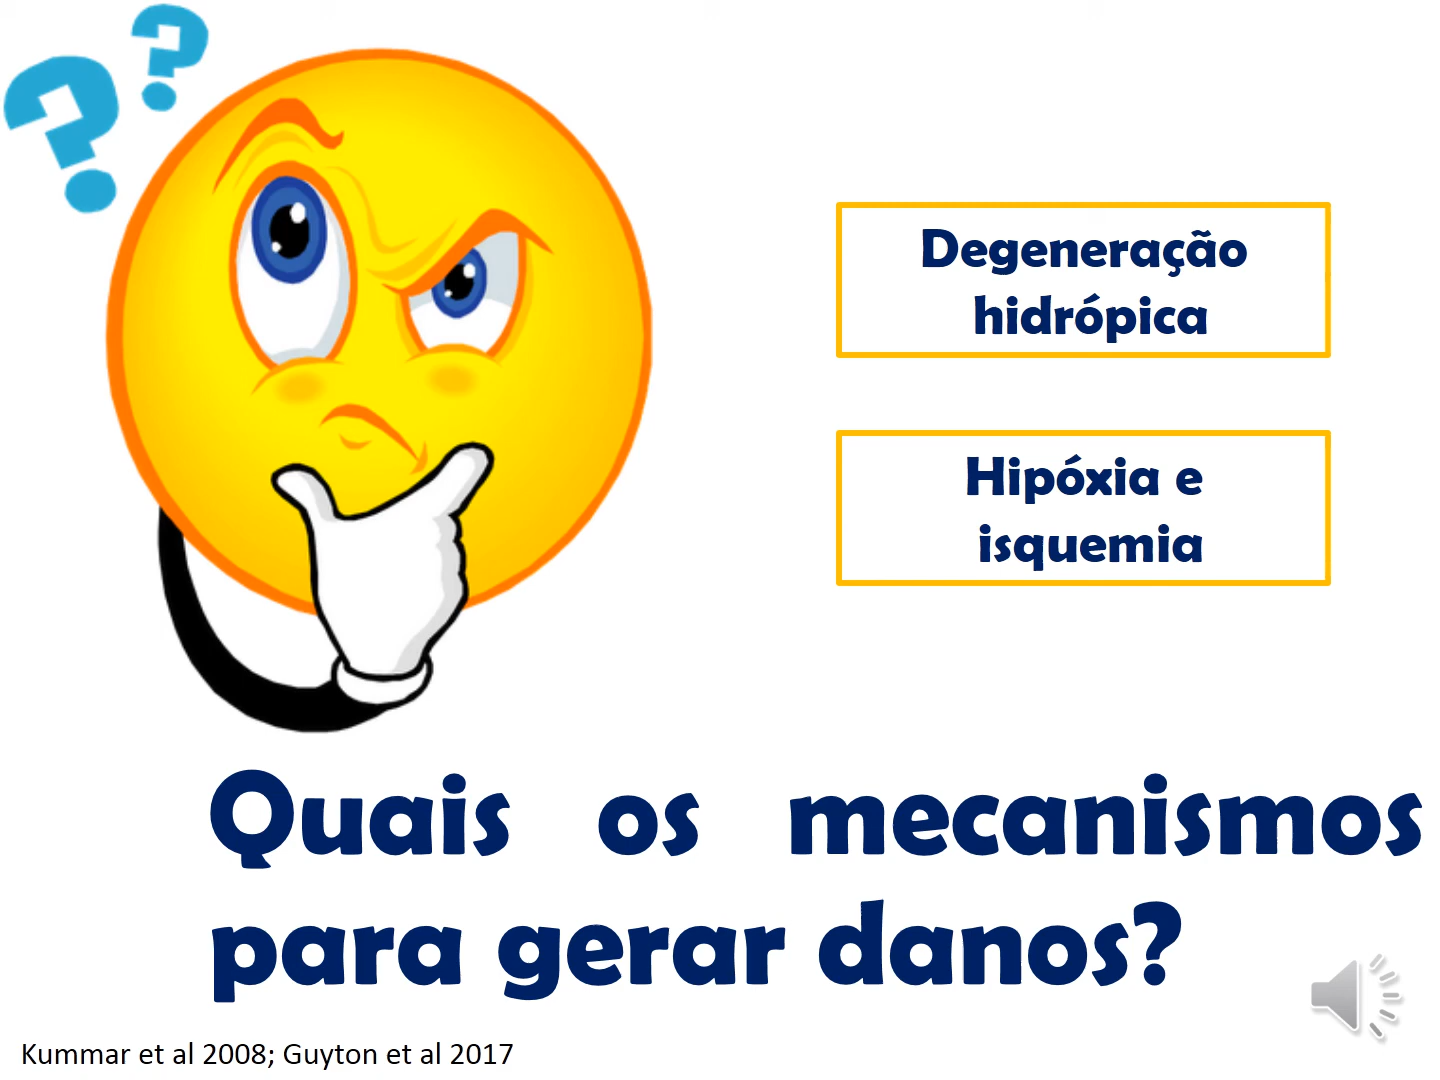 ? ?
Degeneração
hidrópica
Hipóxia e
isquemia
Quais os mecanismos
para gerar danos?
Kummar et al 2008; Guyton et al 2017